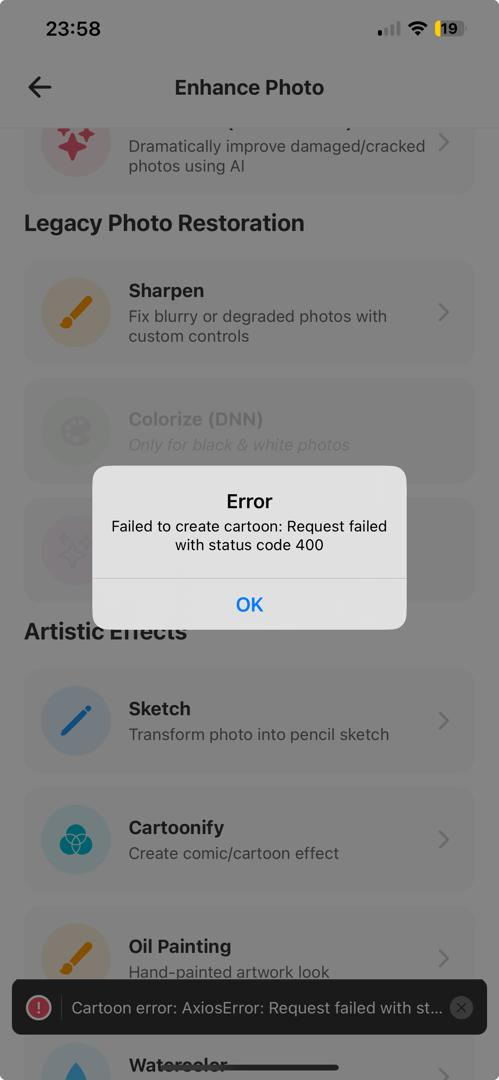 23:58
19
Enhance Photo
Dramatically improve damaged/cracked
photos using AI
Legacy Photo Restoration
Sharpen
Fix blurry or degraded photos with
custom controls
Colorize (DNN)
Only for black & white photos
Error
Failed to create cartoon: Request failed
with status code 400
OK
Artistic Effects
Sketch
Transform photo into pencil sketch
Cartoonify
Create comic/cartoon effect
Oil Painting
Hand-painted artwork look
Cartoon error: AxiosError: Request failed with st...
Watercolor